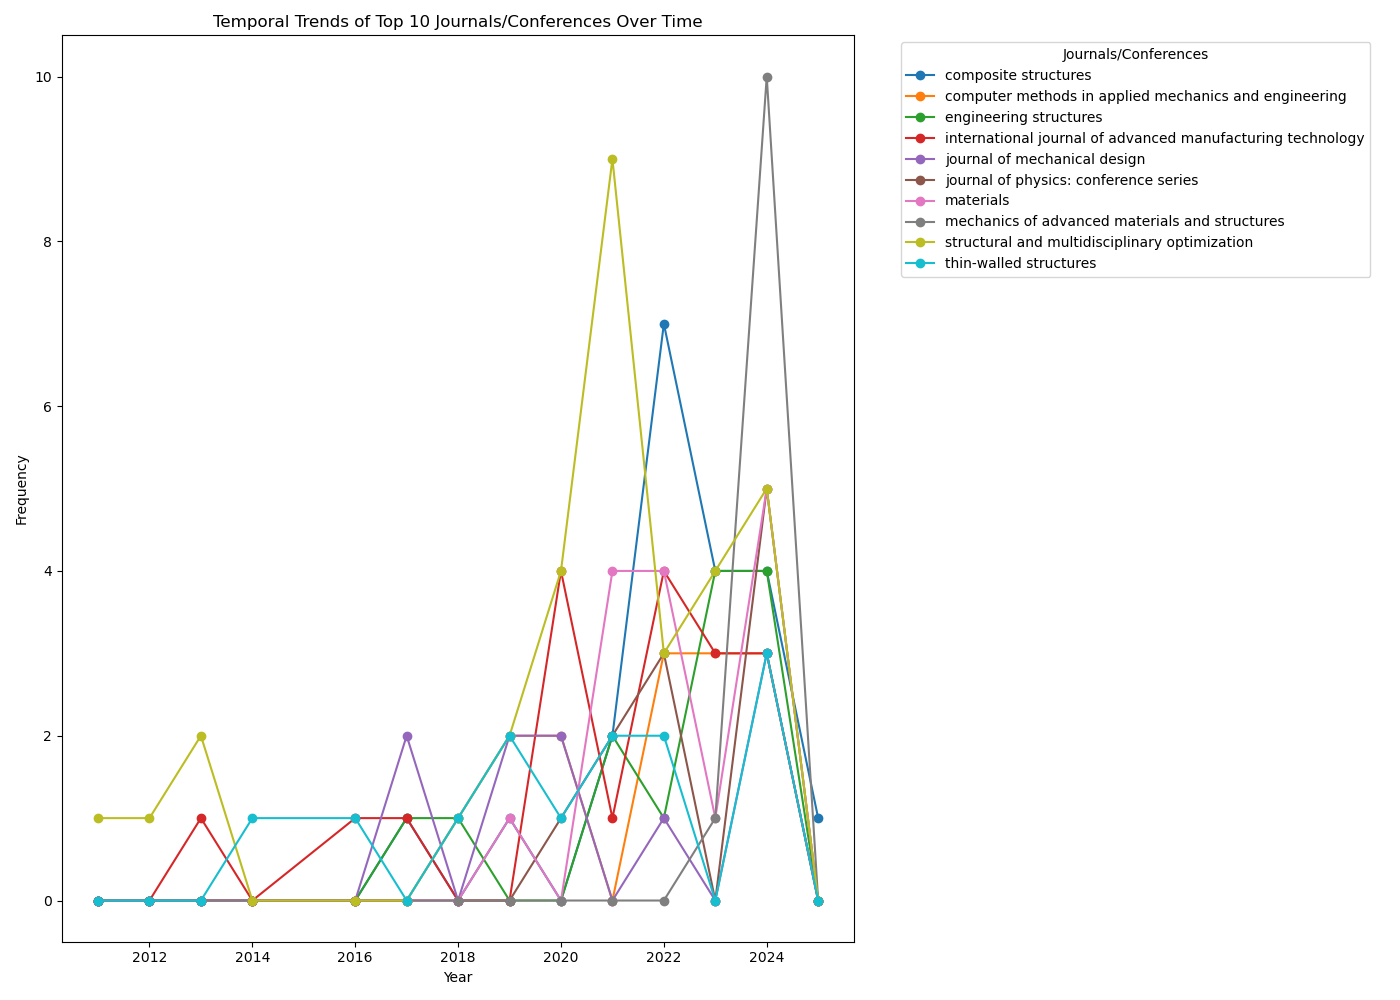 Temporal Trends of Top 10 Journals/Conferences Over Time
Journals/Conferences
composite structures
computer methods in applied mechanics and engineering
engineering structures
international journal of advanced manufacturing technology
journal of mechanical design
journal of physics: conference series
materials
mechanics of advanced materials and structures
structural and multidisciplinary optimization
thin-walled structures
Frequency
10
8
6
4
2
0
2012 2014 2016 2018 2020 2022 2024
Year